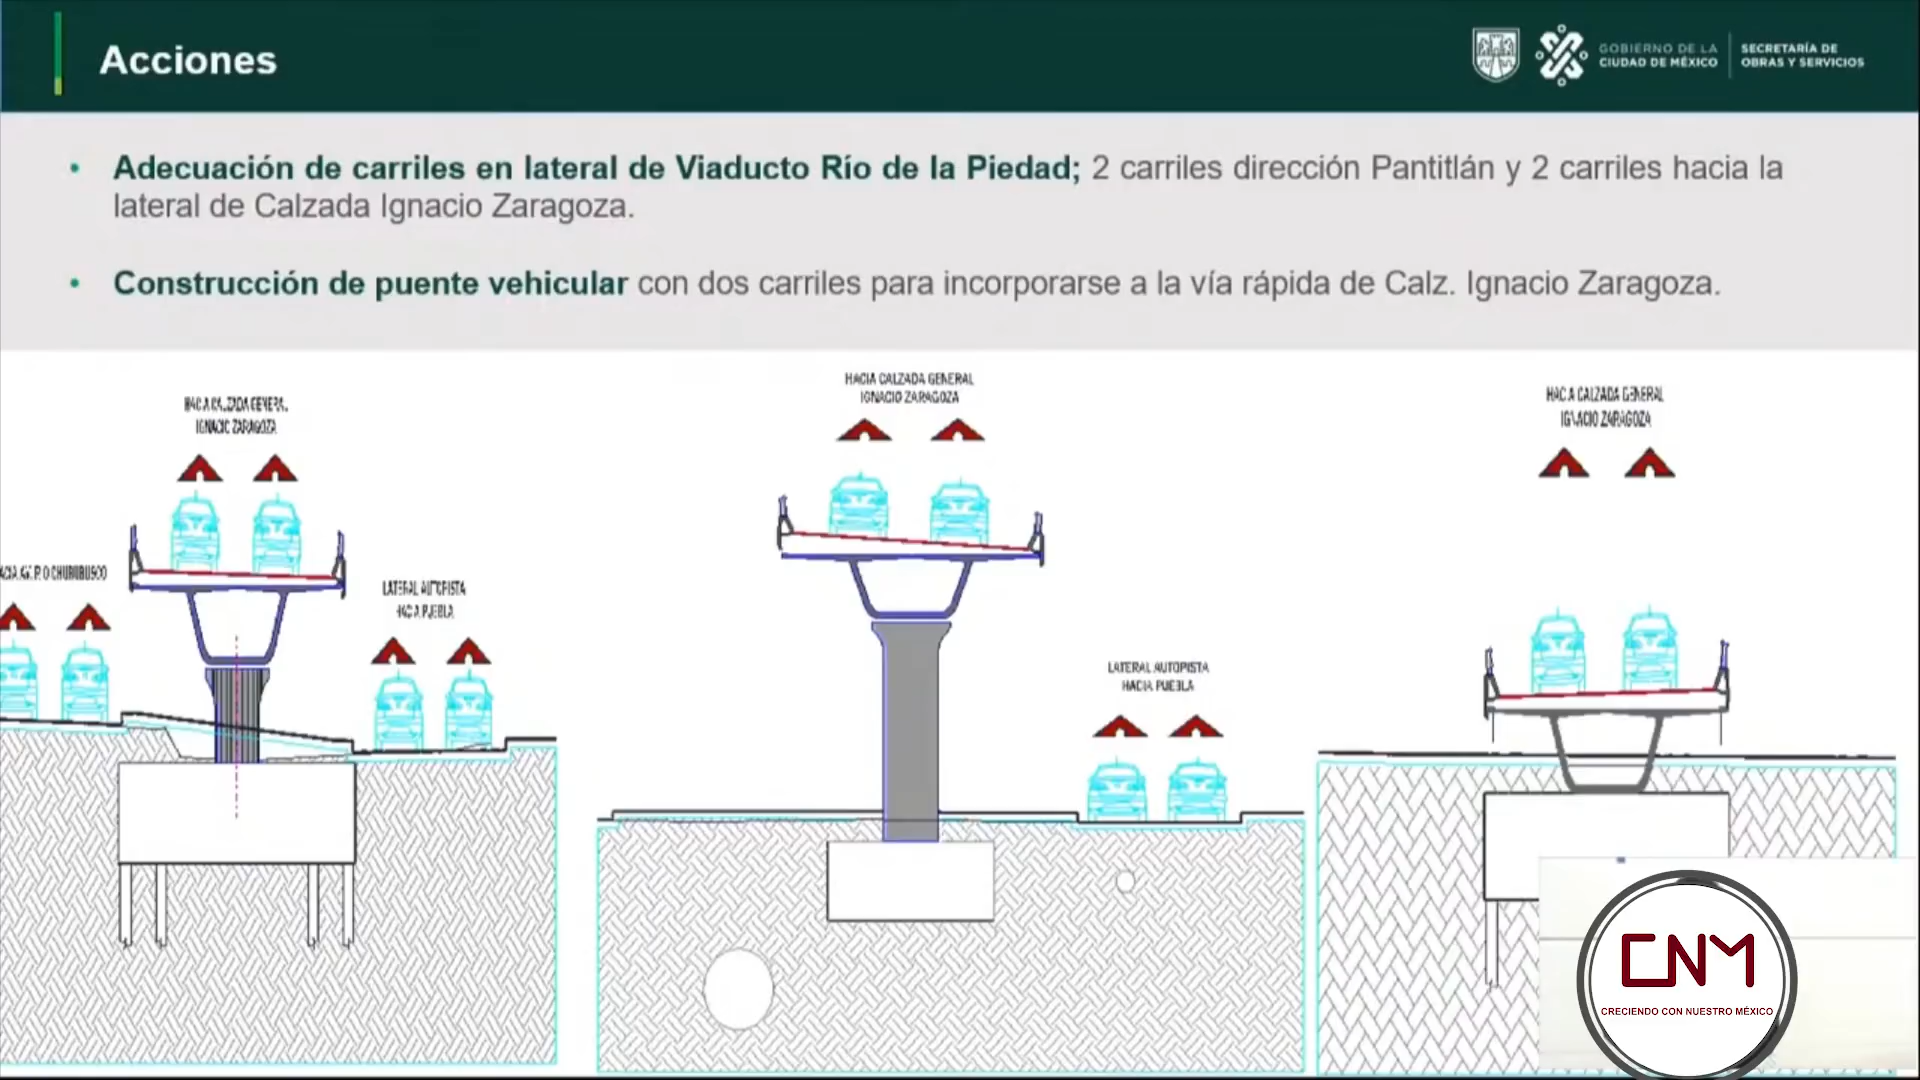 Acciones
GOBIERNO DE LA
CIUDAD DE MÉXICO
SECRETARÍA DE
OBRAS Y SERVICIOS
• Adecuación de carriles en lateral de Viaducto Río de la Piedad; 2 carriles dirección Pantitlán y 2 carriles hacia la
lateral de Calzada Ignacio Zaragoza.
• Construcción de puente vehicular con dos carriles para incorporarse a la vía rápida de Calz. Ignacio Zaragoza.
HACIA CALZADA GENERAL
IGNACIO ZARAGOZA
HACIA CALZADA GENERAL
IGNACIO ZARAGOZA
HACIA CALZADA GENERAL
IGNACIO ZARAGOZA
CHURUBUSCO
LATERAL AUTOPISTA
HACIA PUEBLA
LATERAL AUTOPISTA
HACIA PUEBLA
CNM
CRECIENDO CON NUESTRO MÉXICO